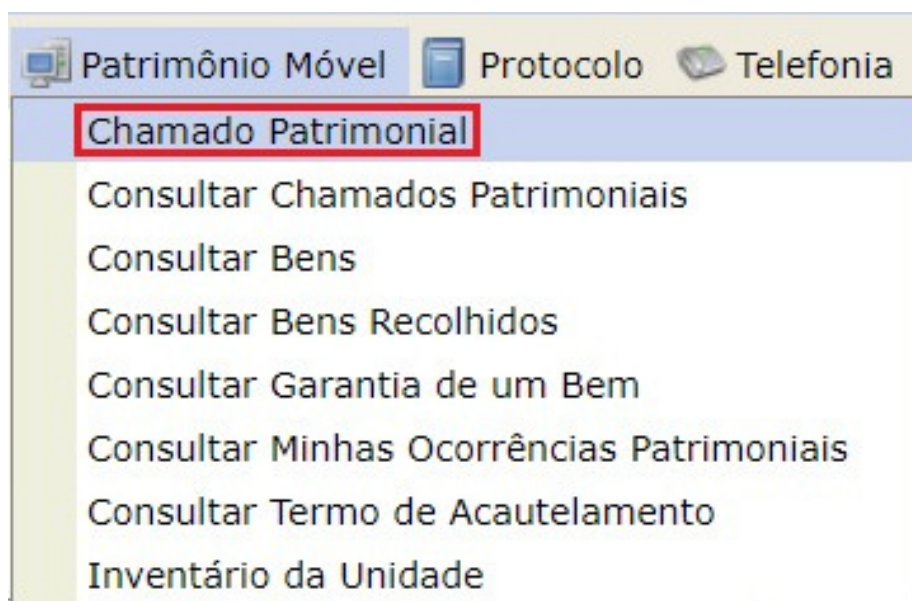 Patrimônio Móvel Protocolo Telefonia
Chamado Patrimonial
Consultar Chamados Patrimoniais
Consultar Bens
Consultar Bens Recolhidos
Consultar Garantia de um Bem
Consultar Minhas Ocorrências Patrimoniais
Consultar Termo de Acautelamento
Inventário da Unidade